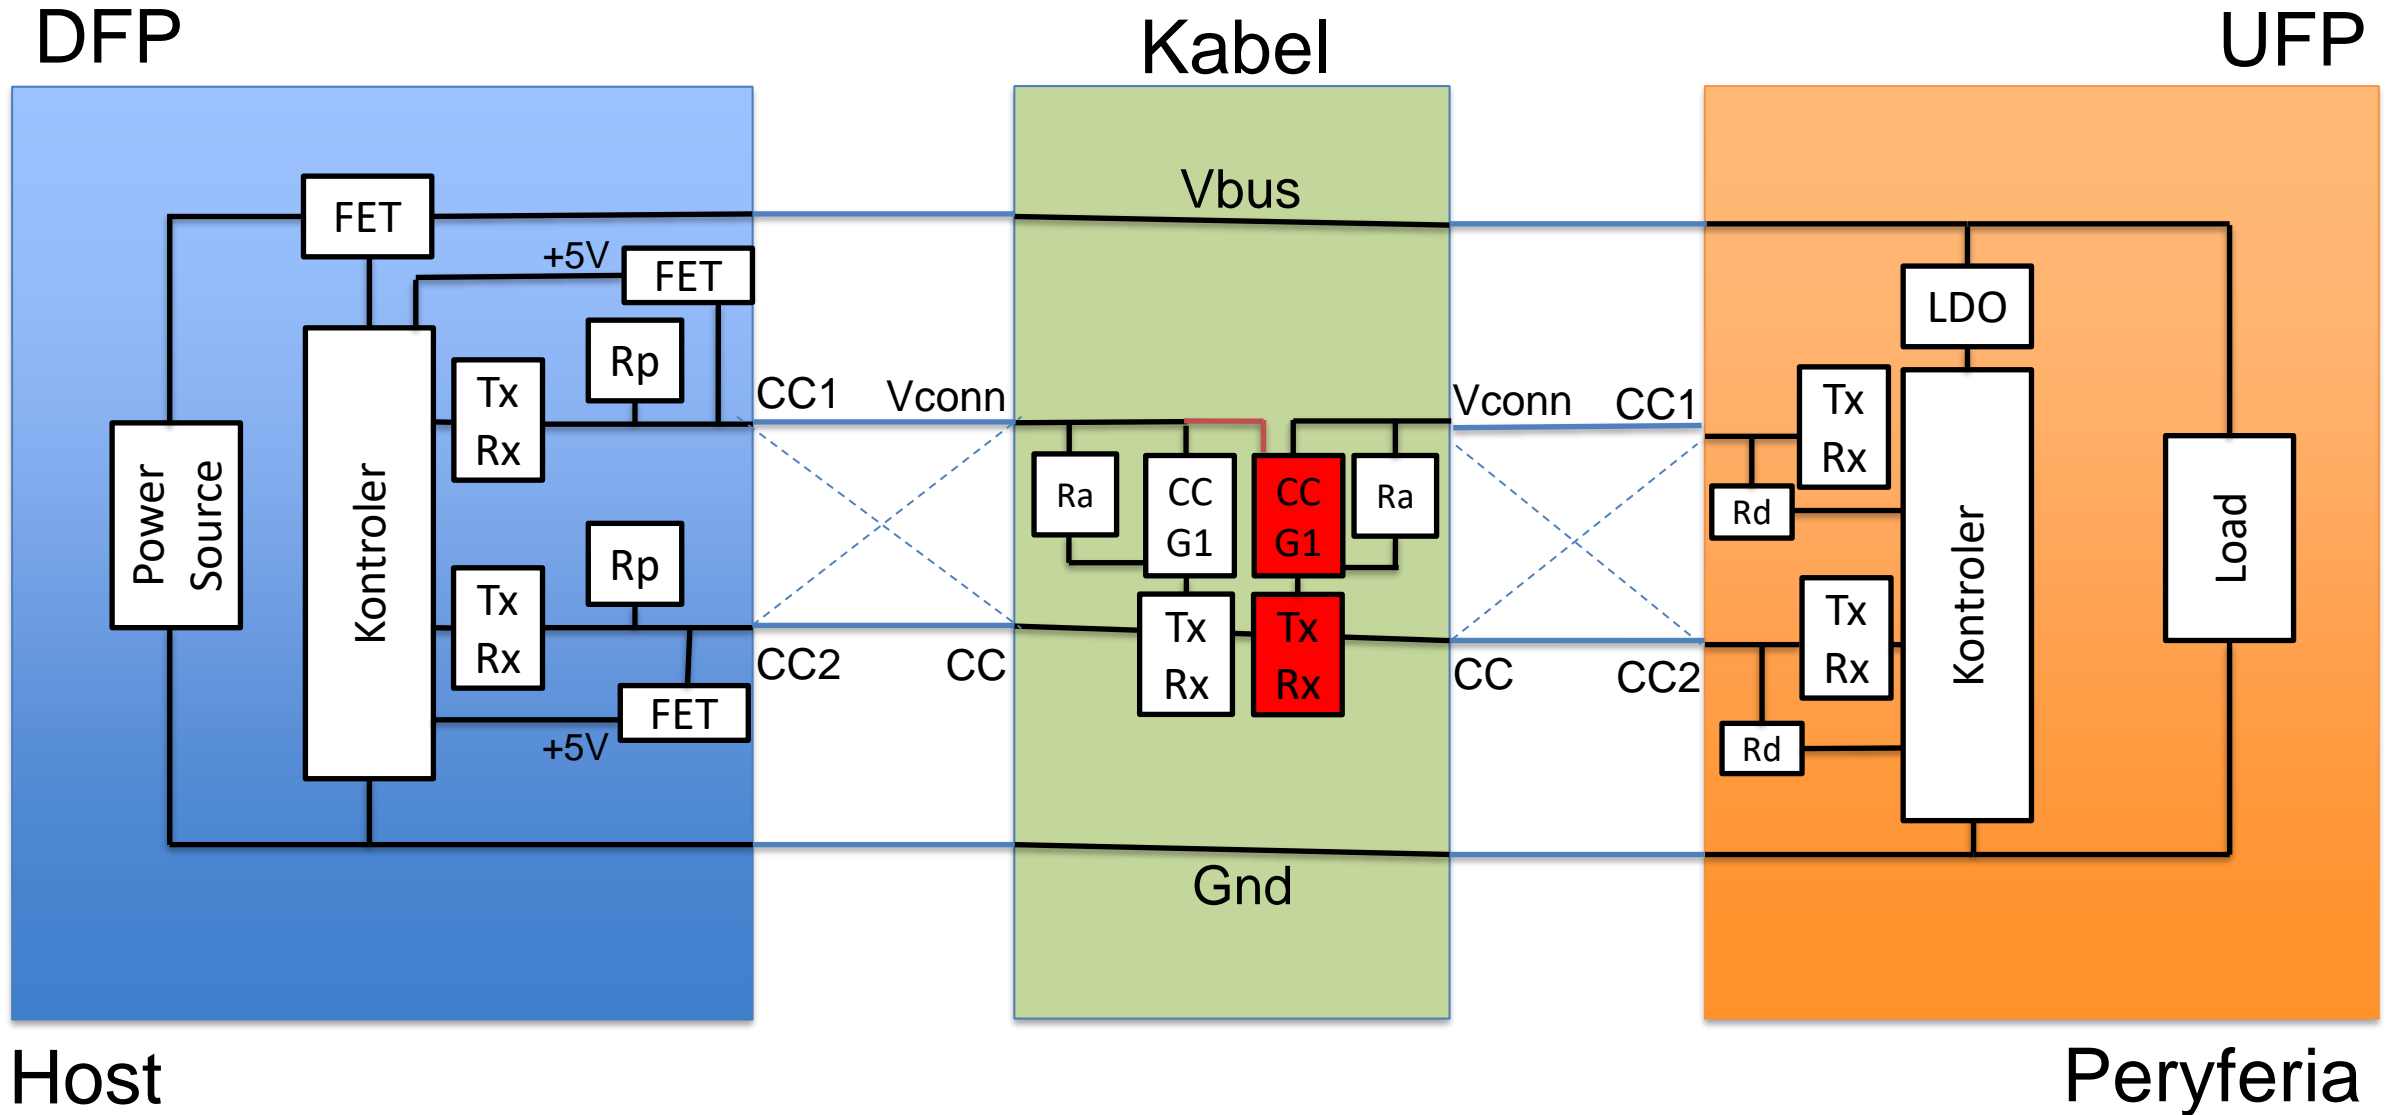 DFP
Kabel
UFP
Vbus
FET
+5V
FET
LDO
Rp
Tx
Rx
CC1
Vconn
Vconn
CC1
Tx
Rx
Power
Source
Kontroler
Ra
CC
G1
CC
G1
Ra
Rd
Kontroler
Load
Rp
Tx
Rx
Tx
Rx
Tx
Rx
Tx
Rx
CC2
CC
CC
CC2
FET
+5V
Rd
Gnd
Host
Peryferia